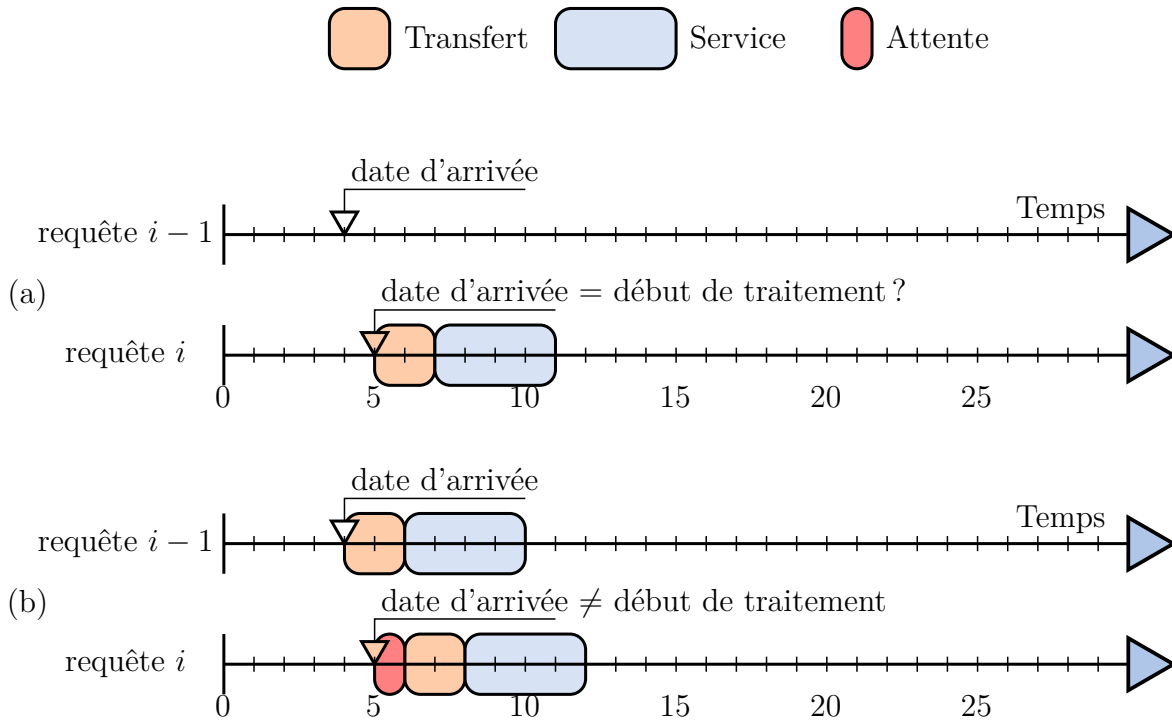 Transfert Service Attente
date d'arrivée
Temps
requête i − 1
(a)
date d'arrivée = début de traitement ?
requête i
0 5 10 15 20 25
date d'arrivée
Temps
requête i − 1
(b)
date d'arrivée ≠ début de traitement
requête i
0 5 10 15 20 25